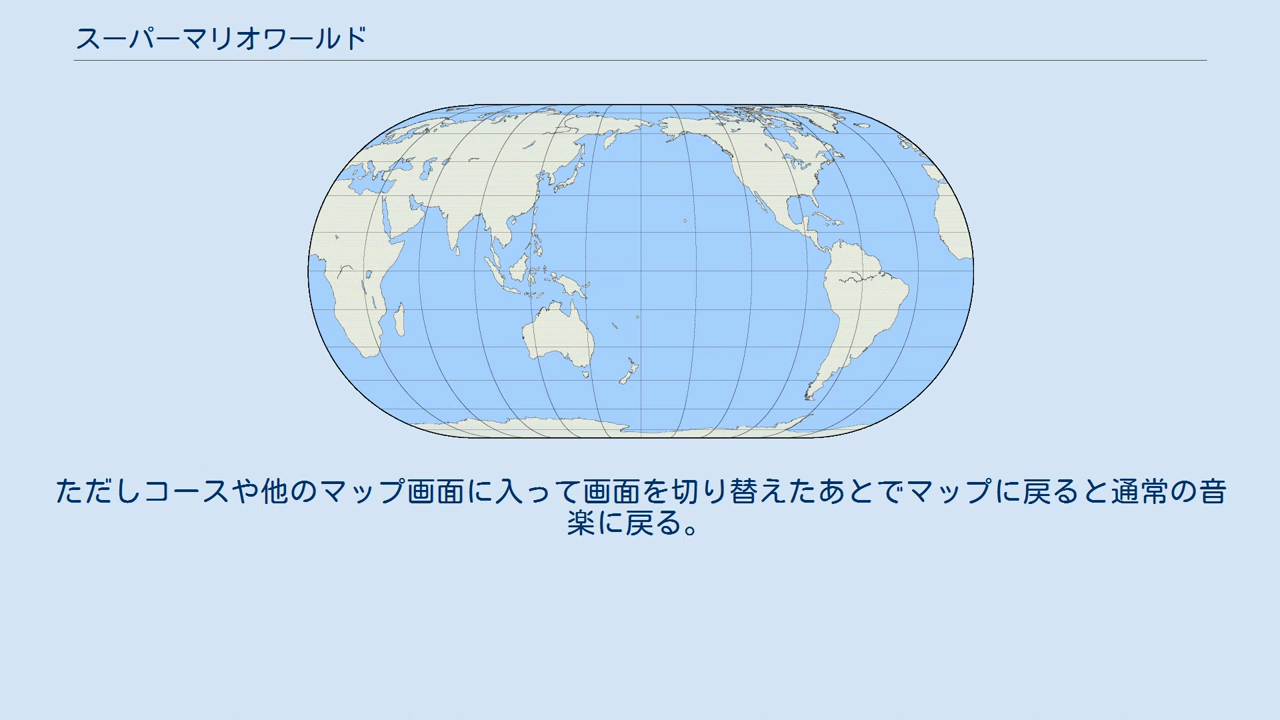 スーパーマリオワールド
ただしコースや他のマップ画面に入って画面を切り替えたあとでマップに戻ると通常の音
楽に戻る。